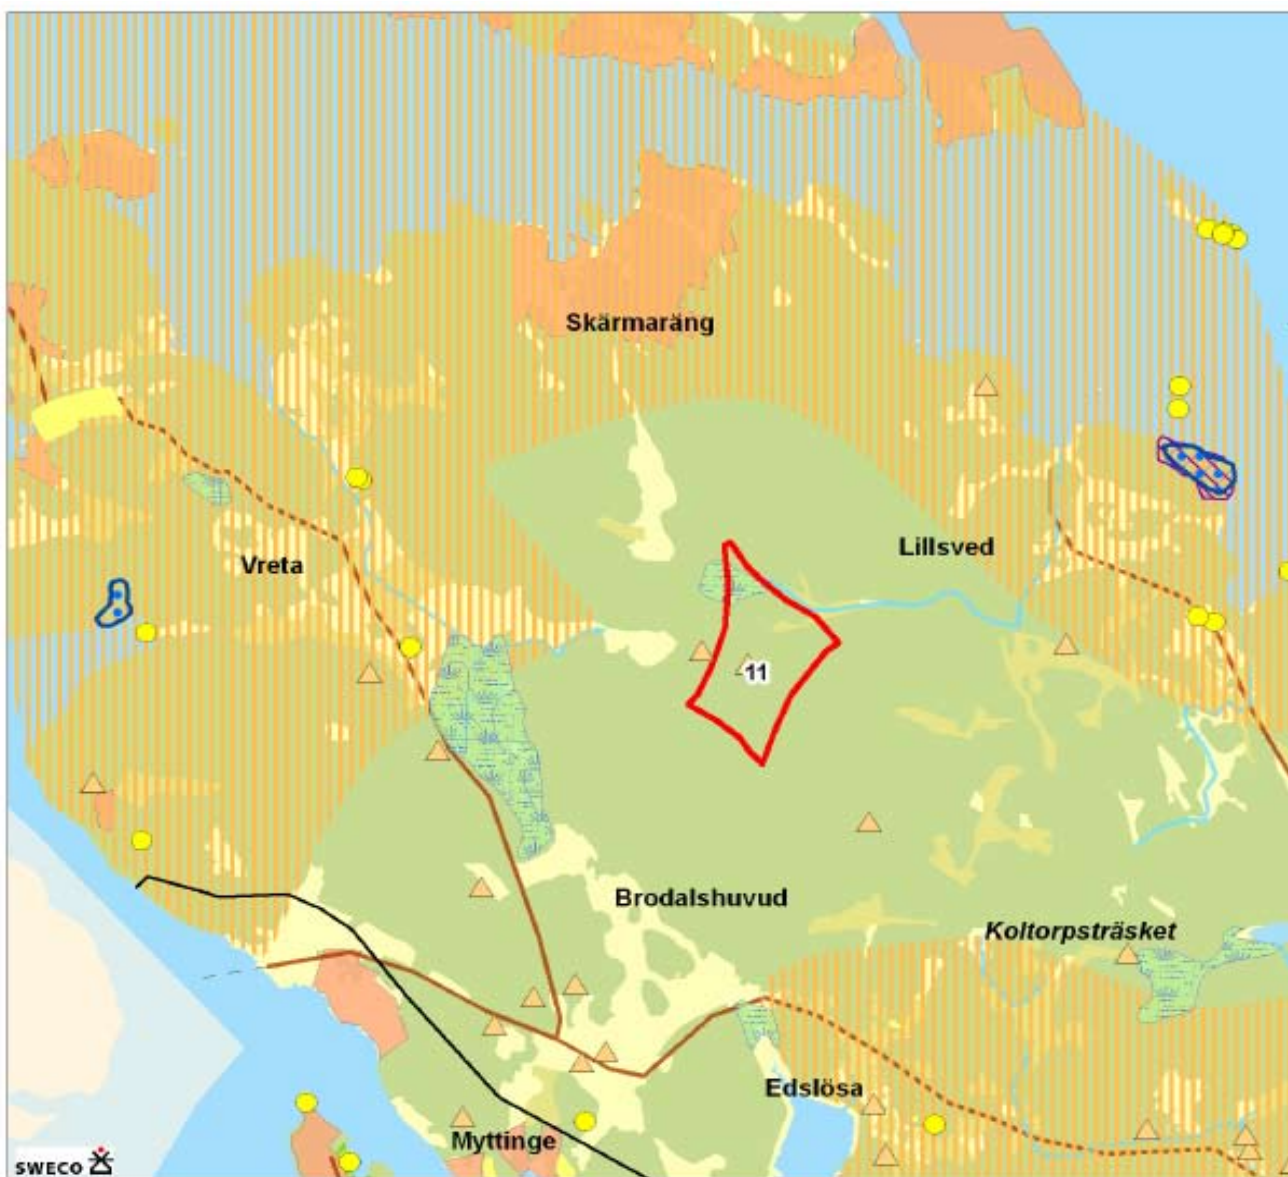 Skärmaräng
Lillsved
Vreta
11
Brodalshuvud
Koltorpsträsket
Edslösa
Myttinge
SWECO